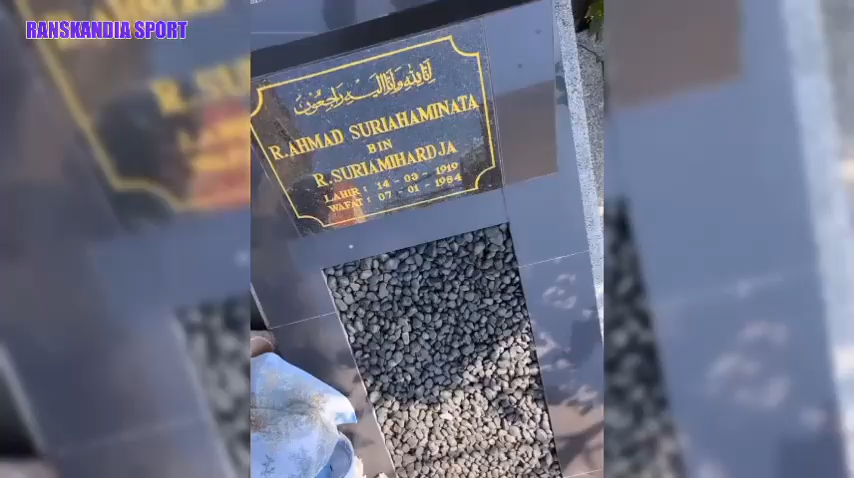 RANSKANDIA SPORT
إنا لله وإنا إليه راجعون
R.AHMAD SURIAHAMINATA
BIN
R.SURIAMIHARDJA
LAHIR : 14 - 03 - 1919
WAFAT : 07 - 01 - 1984